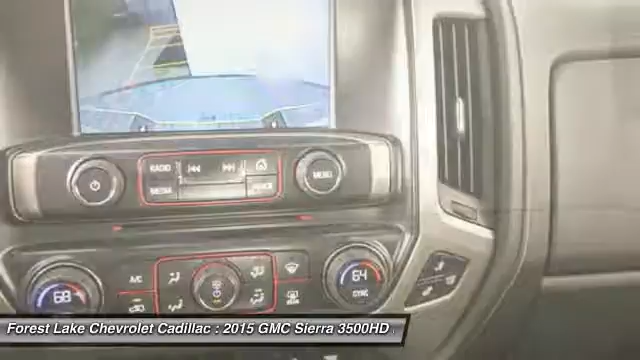 RADIO
MENU
MEDIA
A/C
68
64
SYNC
Forest Lake Chevrolet Cadillac : 2015 GMC Sierra 3500HD